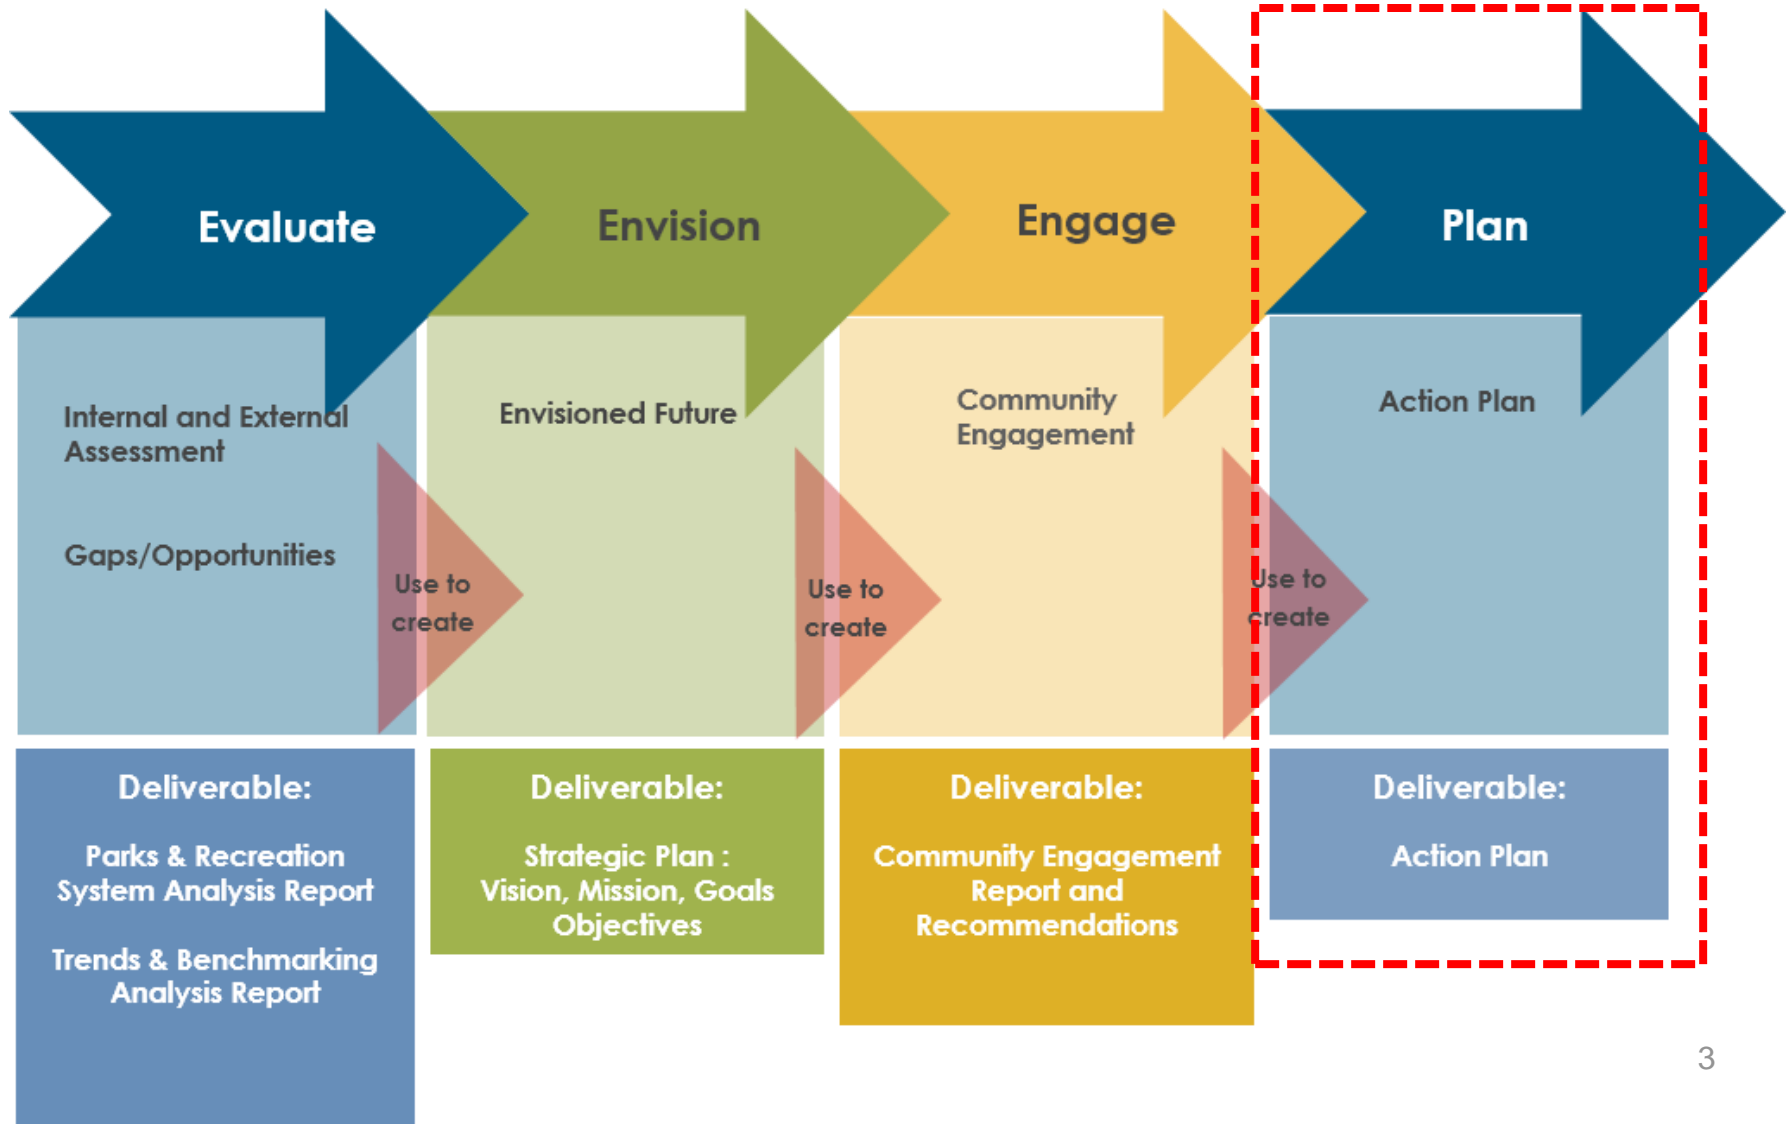 Evaluate
Envision
Engage
Plan
Internal and External
Assessment
Gaps/Opportunities
Use to
create
Envisioned Future
Use to
create
Community
Engagement
Use to
create
Action Plan
Deliverable:
Parks & Recreation
System Analysis Report
Trends & Benchmarking
Analysis Report
Deliverable:
Strategic Plan :
Vision, Mission, Goals
Objectives
Deliverable:
Community Engagement
Report and
Recommendations
Deliverable:
Action Plan
3